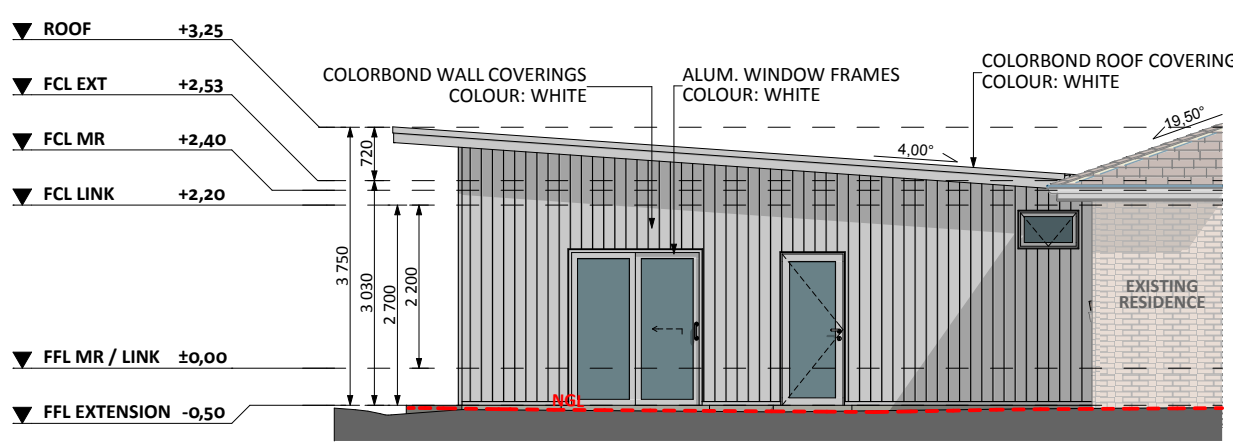 ROOF +3,25
FCL EXT +2,53
FCL MR +2,40
FCL LINK +2,20
FFL MR / LINK ±0,00
FFL EXTENSION -0,50
3 750
720
3 030
2 700
2 200
COLORBOND WALL COVERINGS
COLOUR: WHITE
ALUM. WINDOW FRAMES
COLOUR: WHITE
COLORBOND ROOF COVERING
COLOUR: WHITE
4,00°
19,50°
EXISTING
RESIDENCE
NGL